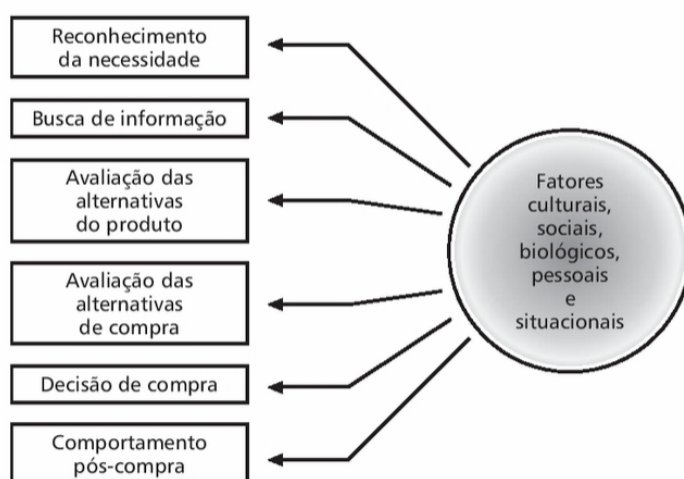 Reconhecimento
da necessidade
Busca de informação
Avaliação das
alternativas
do produto
Avaliação das
alternativas
de compra
Decisão de compra
Comportamento
pós-compra
Fatores
culturais,
sociais,
biológicos,
pessoais
e
situacionais